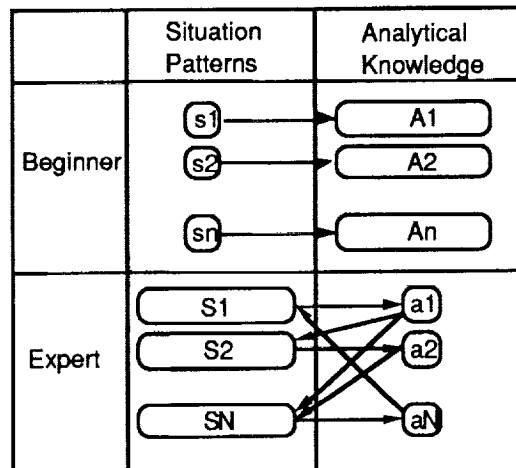 Situation
Patterns
Analytical
Knowledge
Beginner
s1
A1
s2
A2
sn
An
Expert
S1
a1
S2
a2
SN
aN